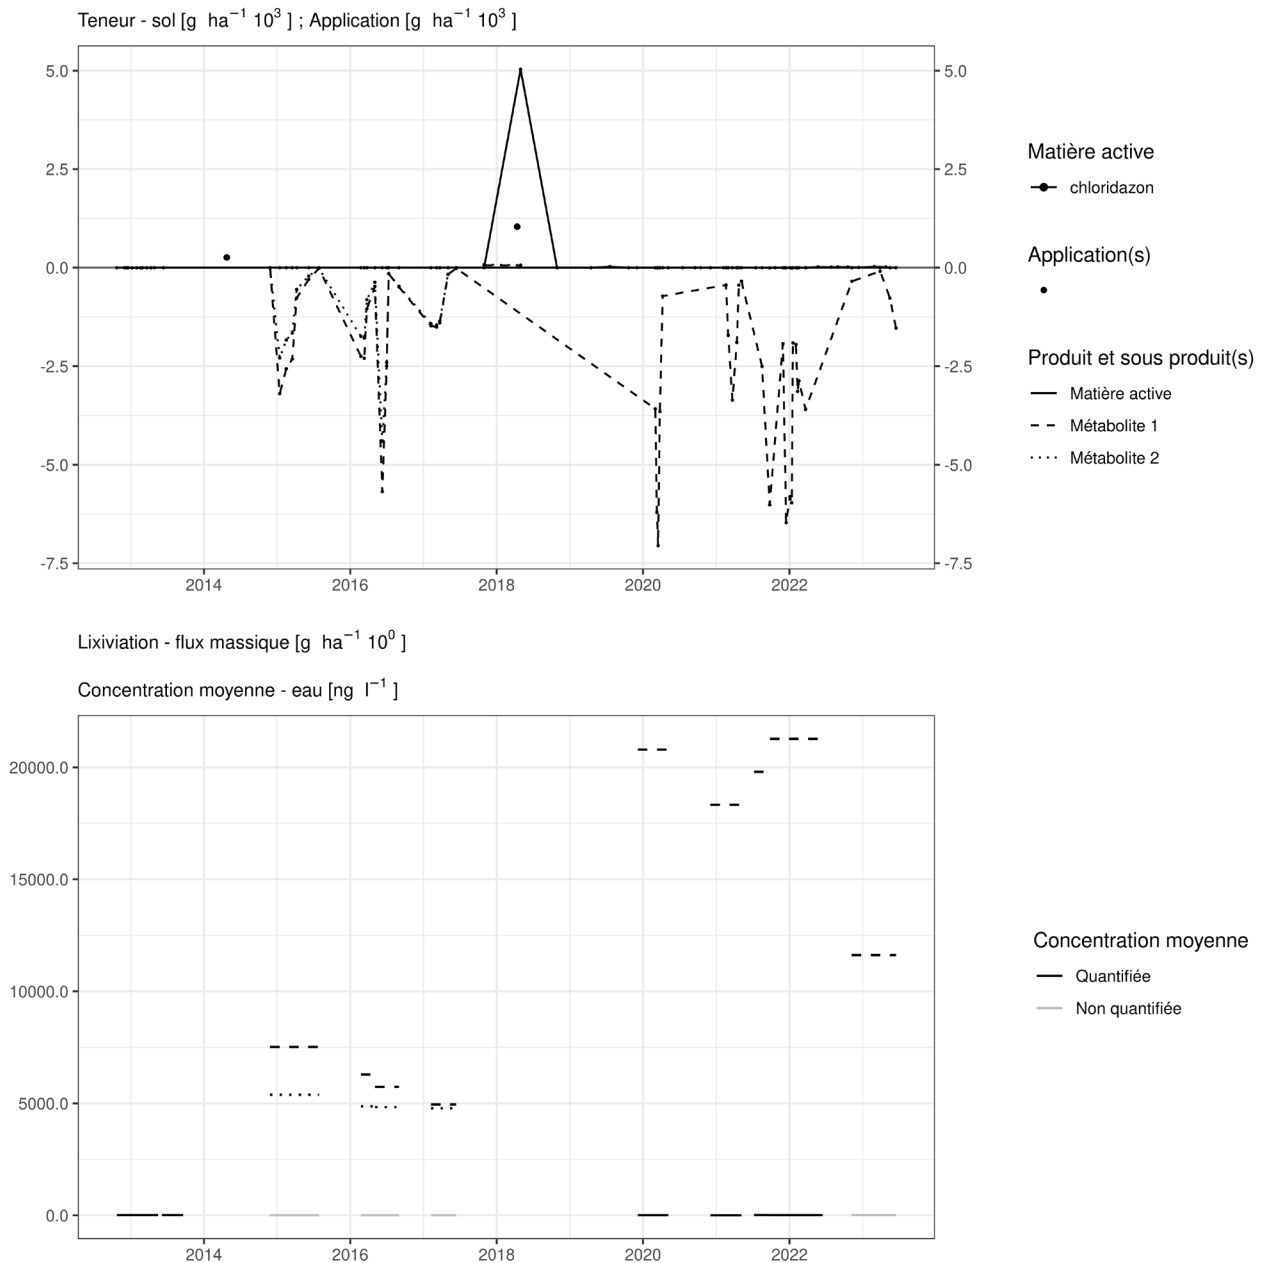 Teneur - sol [g ha⁻¹ 10³ ] ; Application [g ha⁻¹ 10³ ]
5.0
2.5
0.0
-2.5
-5.0
-7.5
5.0
2.5
0.0
-2.5
-5.0
-7.5
2014 2016 2018 2020 2022
Matière active
chloridazon
Application(s)
Produit et sous produit(s)
Matière active
Métabolite 1
Métabolite 2
Lixiviation - flux massique [g ha⁻¹ 10⁰ ]
Concentration moyenne - eau [ng l⁻¹ ]
20000.0
15000.0
10000.0
5000.0
0.0
2014 2016 2018 2020 2022
Concentration moyenne
Quantifiée
Non quantifiée